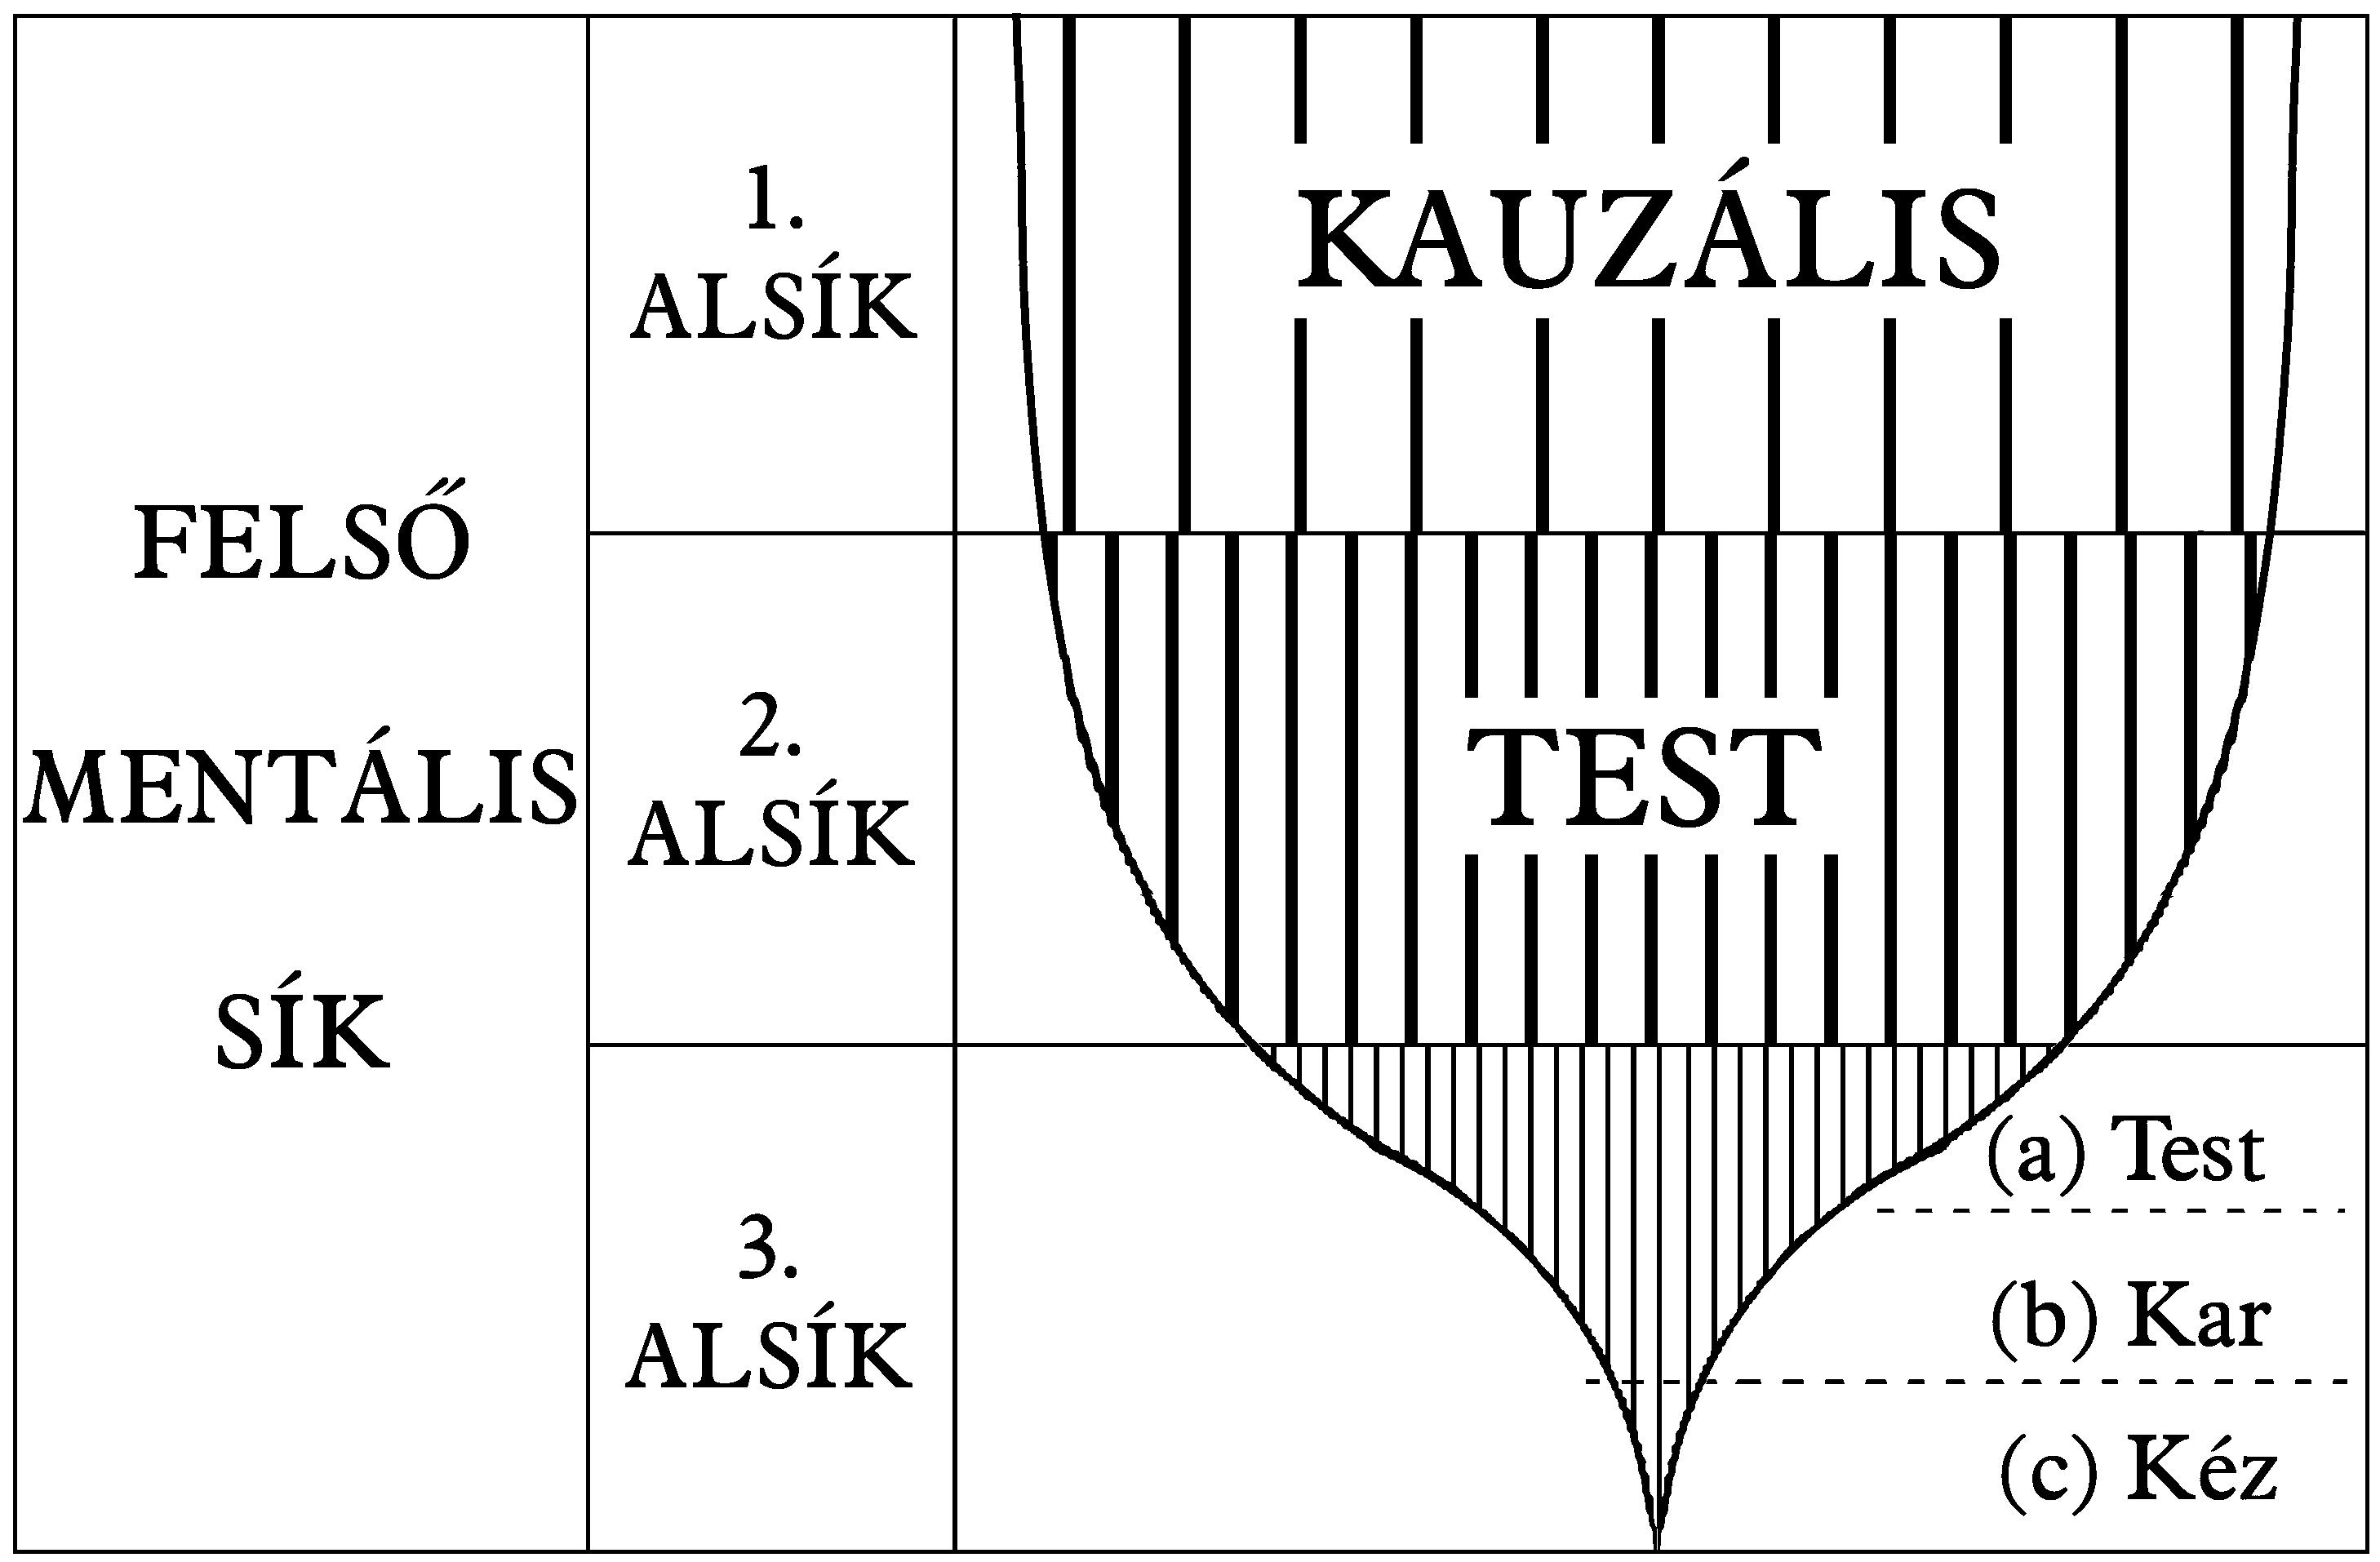 FELSŐ
MENTÁLIS
SÍK
1.
ALSÍK
2.
ALSÍK
3.
ALSÍK
KAUZÁLIS
TEST
(a) Test
(b) Kar
(c) Kéz